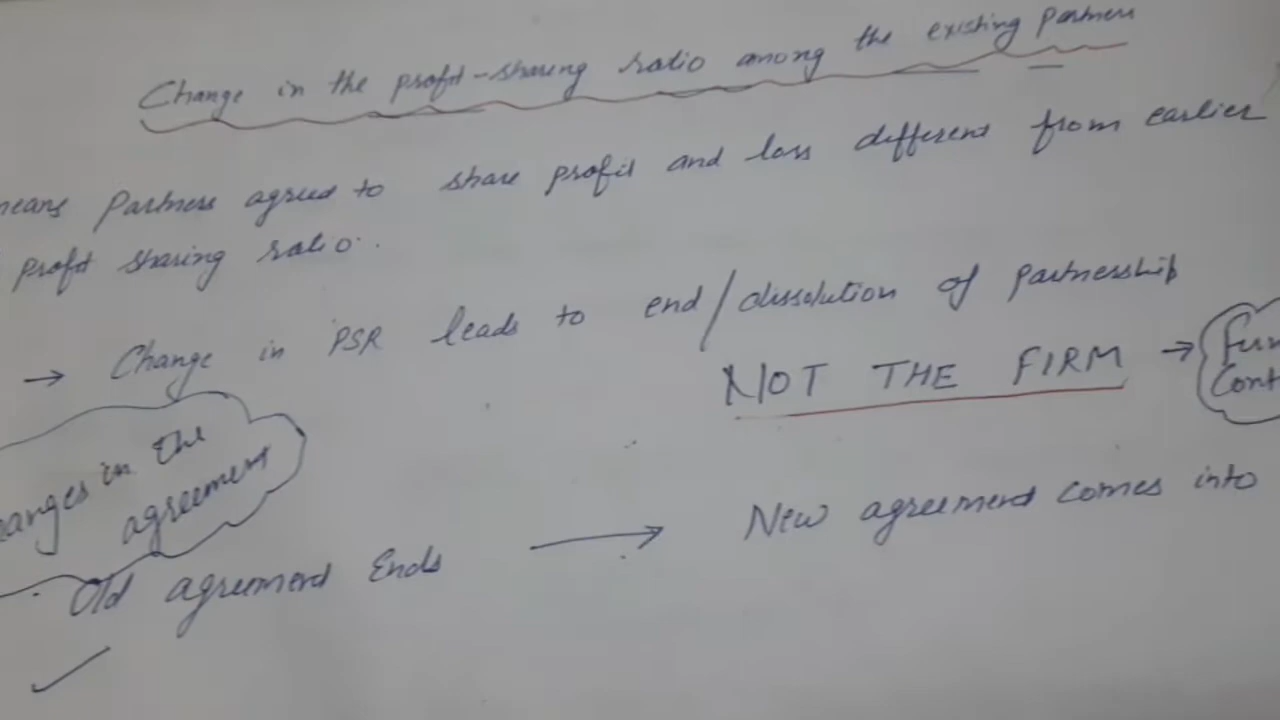 Change in the profit-sharing ratio among the existing Partners
means Partners agreed to share profit and loss different from earlier
profit sharing ratio.
→ Change in PSR leads to end/dissolution of partnership
NOT THE FIRM →
in the
agreement
Old agreement Ends → New agreement comes into